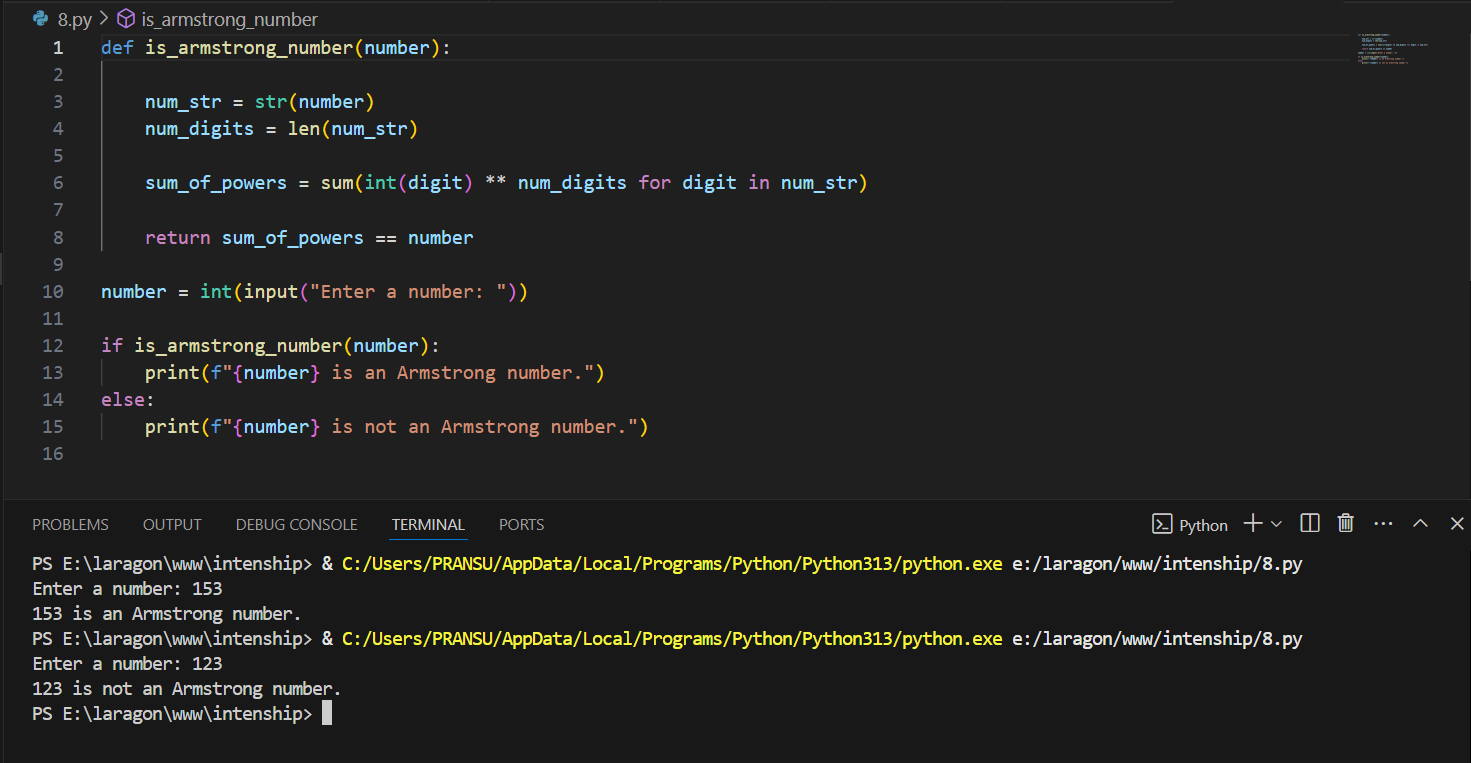 8.py > is_armstrong_number
1 def is_armstrong_number(number):
2
3     num_str = str(number)
4     num_digits = len(num_str)
5
6     sum_of_powers = sum(int(digit) ** num_digits for digit in num_str)
7
8     return sum_of_powers == number
9
10 number = int(input("Enter a number: "))
11
12 if is_armstrong_number(number):
13     print(f"{number} is an Armstrong number.")
14 else:
15     print(f"{number} is not an Armstrong number.")
16
PROBLEMS OUTPUT DEBUG CONSOLE TERMINAL PORTS Python
PS E:\laragon\www\intenship> & C:/Users/PRANSU/AppData/Local/Programs/Python/Python313/python.exe e:/laragon/www/intenship/8.py
Enter a number: 153
153 is an Armstrong number.
PS E:\laragon\www\intenship> & C:/Users/PRANSU/AppData/Local/Programs/Python/Python313/python.exe e:/laragon/www/intenship/8.py
Enter a number: 123
123 is not an Armstrong number.
PS E:\laragon\www\intenship>